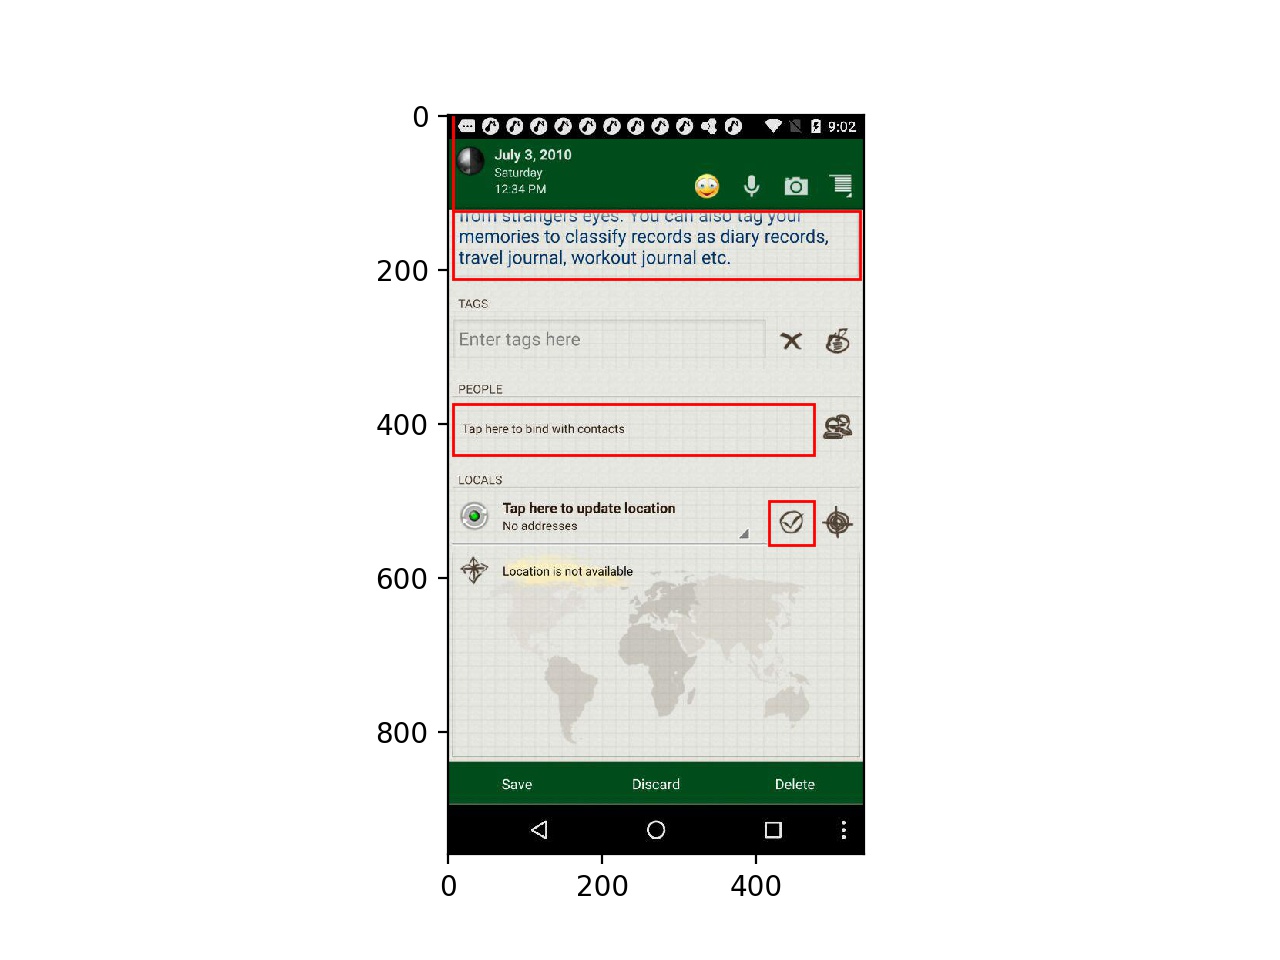 0
200
400
600
800
9:02
July 3, 2010
Saturday
12:34 PM
from strangers eyes. You can also tag your
memories to classify records as diary records,
travel journal, workout journal etc.
TAGS
Enter tags here
PEOPLE
Tap here to bind with contacts
LOCALS
Tap here to update location
No addresses
Location is not available
Save Discard Delete
0 200 400